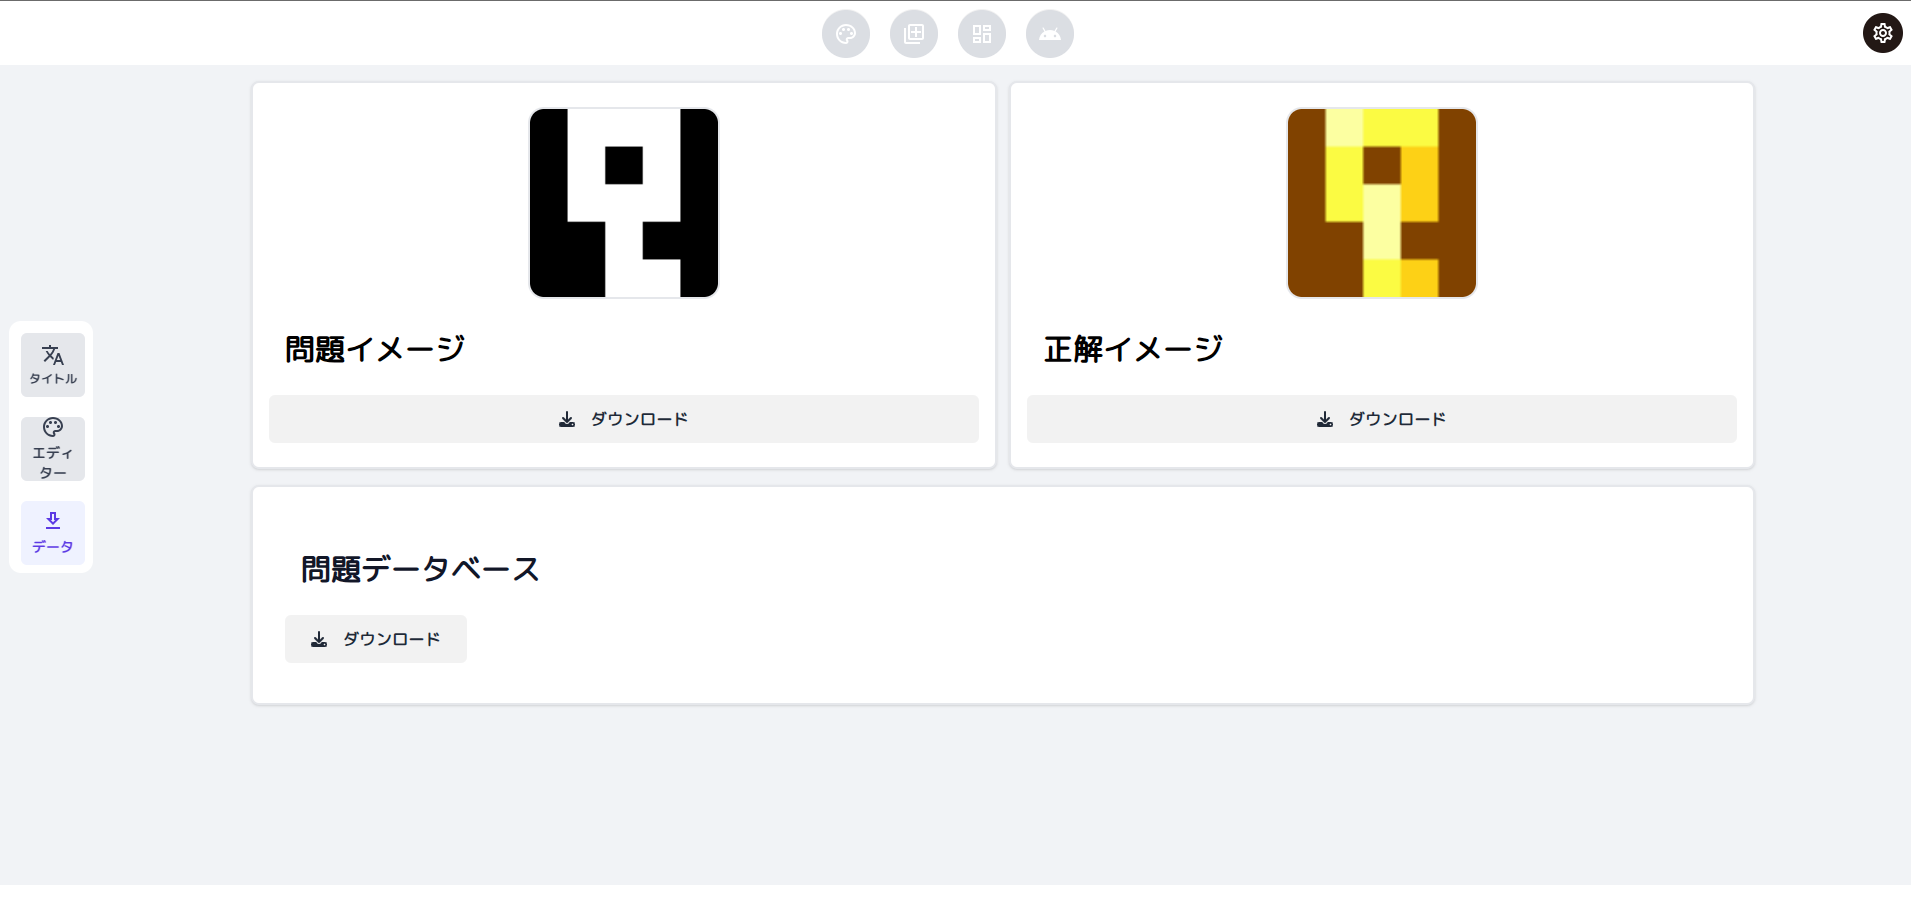 タイトル
エディ
ター
データ
問題イメージ
ダウンロード
正解イメージ
ダウンロード
問題データベース
ダウンロード